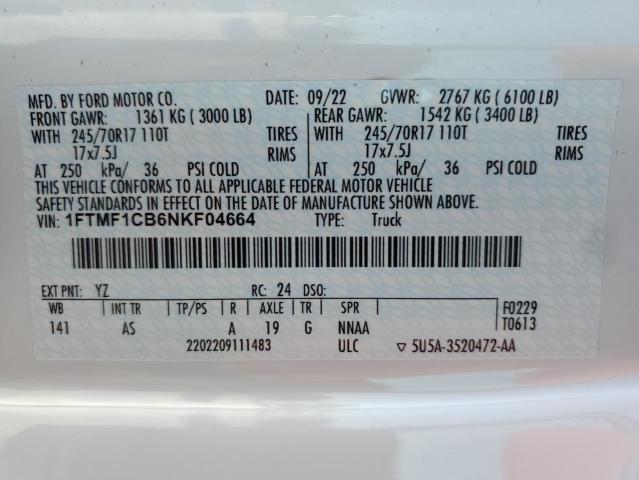 MFD. BY FORD MOTOR CO. DATE: 09/22 GVWR: 2767 KG ( 6100 LB)
FRONT GAWR: 1361 KG ( 3000 LB) REAR GAWR: 1542 KG ( 3400 LB)
WITH 245/70R17 110T TIRES WITH 245/70R17 110T TIRES
17x7.5J RIMS 17x7.5J RIMS
AT 250 kPa/ 36 PSI COLD AT 250 kPa/ 36 PSI COLD
THIS VEHICLE CONFORMS TO ALL APPLICABLE FEDERAL MOTOR VEHICLE
SAFETY STANDARDS IN EFFECT ON THE DATE OF MANUFACTURE SHOWN ABOVE.
VIN: 1FTMF1CB6NKF04664 TYPE: Truck
EXT PNT: YZ RC: 24 DSO:
WB INT TR TP/PS R AXLE TR SPR F0229
141 AS A 19 G NNAA T0613
2202209111483 ULC ▽ 5U5A-3520472-AA